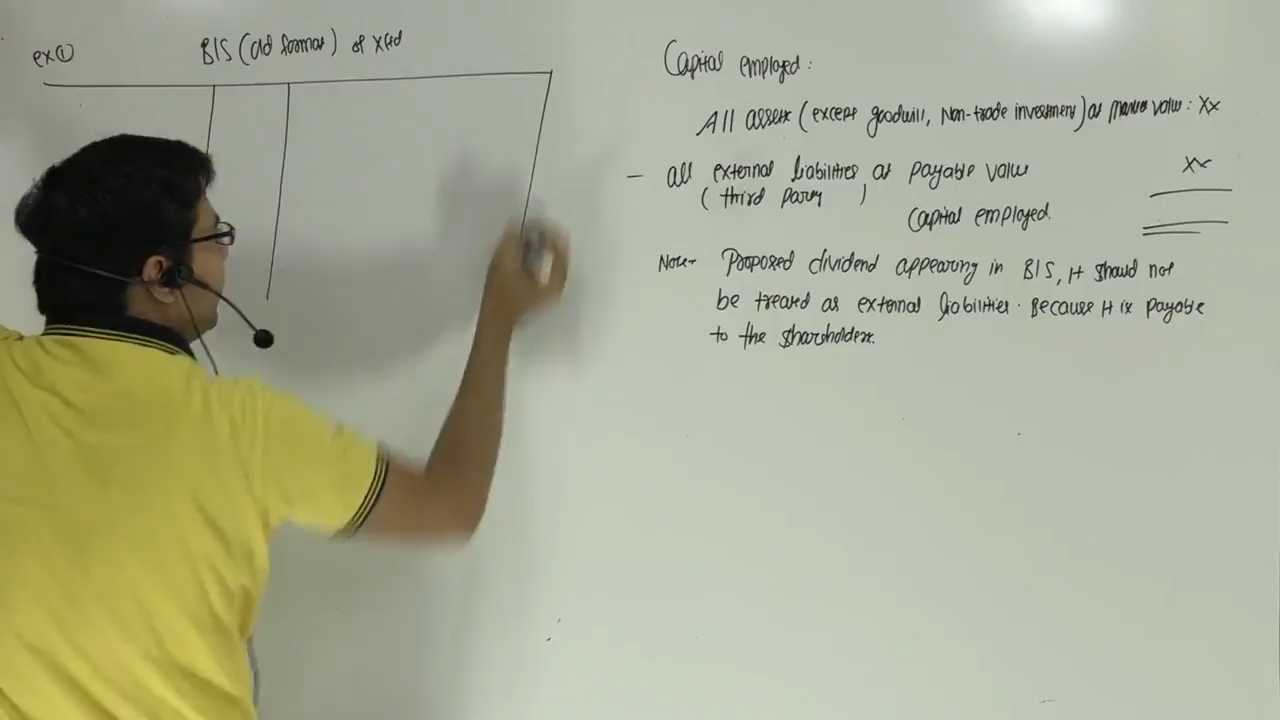 ex ①
B/S (Old format) of X Ltd
Capital employed:
All assets (except goodwill, Non-trade investment) at market value: XX
- all external liabilities at payable value XX
(third party)
Capital employed.
Note:- Proposed dividend appearing in B/S, it should not
be treated as external liabilities. Because it is payable
to the shareholders.